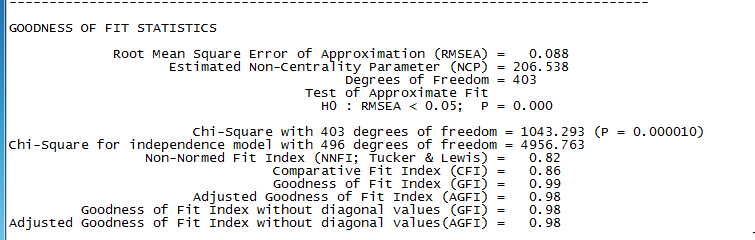 GOODNESS OF FIT STATISTICS
Root Mean Square Error of Approximation (RMSEA) = 0.088
Estimated Non-Centrality Parameter (NCP) = 206.538
Degrees of Freedom = 403
Test of Approximate Fit
H0 : RMSEA < 0.05; P = 0.000
Chi-Square with 403 degrees of freedom = 1043.293 (P = 0.000010)
Chi-Square for independence model with 496 degrees of freedom = 4956.763
Non-Normed Fit Index (NNFI; Tucker & Lewis) = 0.82
Comparative Fit Index (CFI) = 0.86
Goodness of Fit Index (GFI) = 0.99
Adjusted Goodness of Fit Index (AGFI) = 0.98
Goodness of Fit Index without diagonal values (GFI) = 0.98
Adjusted Goodness of Fit Index without diagonal values(AGFI) = 0.98